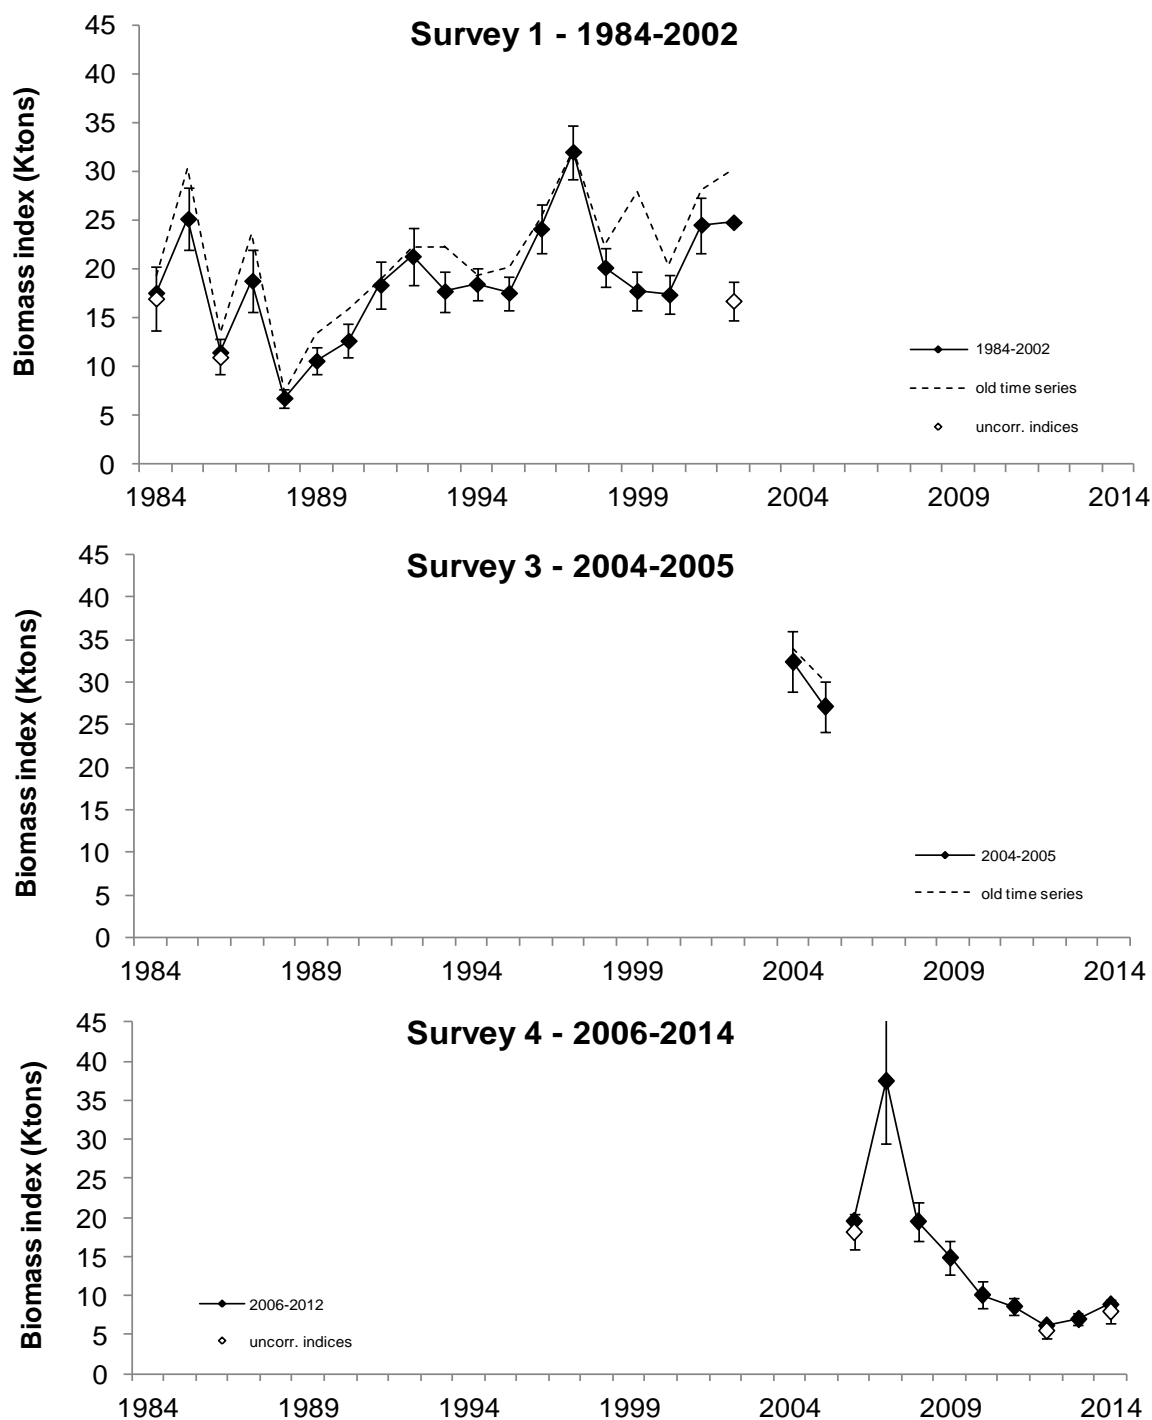 Survey 1 - 1984-2002
Biomass index (Ktons)
45
40
35
30
25
20
15
10
5
0
1984-2002
old time series
uncorr. indices
1984 1989 1994 1999 2004 2009 2014
Survey 3 - 2004-2005
Biomass index (Ktons)
45
40
35
30
25
20
15
10
5
0
2004-2005
old time series
1984 1989 1994 1999 2004 2009 2014
Survey 4 - 2006-2014
Biomass index (Ktons)
45
40
35
30
25
20
15
10
5
0
2006-2012
uncorr. indices
1984 1989 1994 1999 2004 2009 2014